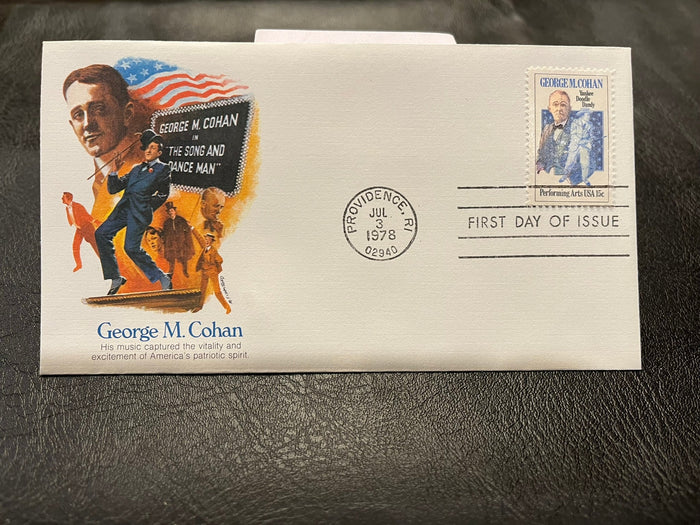 GEORGE M. COHAN
IN
"THE SONG AND
DANCE MAN"
George M. Cohan
His music captured the vitality and
excitement of America's patriotic spirit.
PROVIDENCE, RI
JUL
3
1978
02940
GEORGE M. COHAN
Yankee
Doodle
Dandy
Performing Arts USA 15c
FIRST DAY OF ISSUE